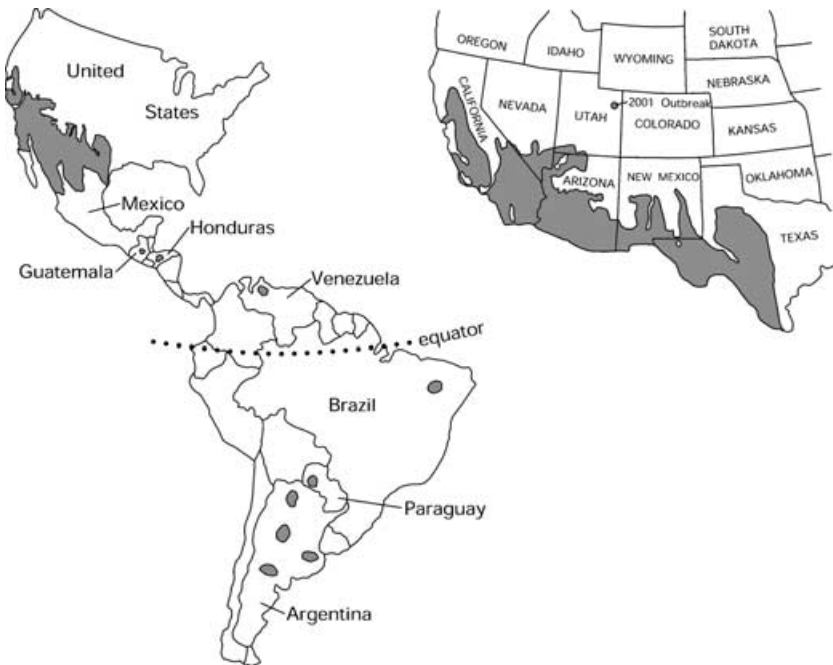 United
States
Mexico
Honduras
Guatemala
Venezuela
equator
Brazil
Paraguay
Argentina
OREGON
IDAHO
WYOMING
SOUTH
DAKOTA
NEBRASKA
NEVADA
UTAH
2001 Outbreak
COLORADO
KANSAS
CALIFORNIA
ARIZONA
NEW MEXICO
OKLAHOMA
TEXAS